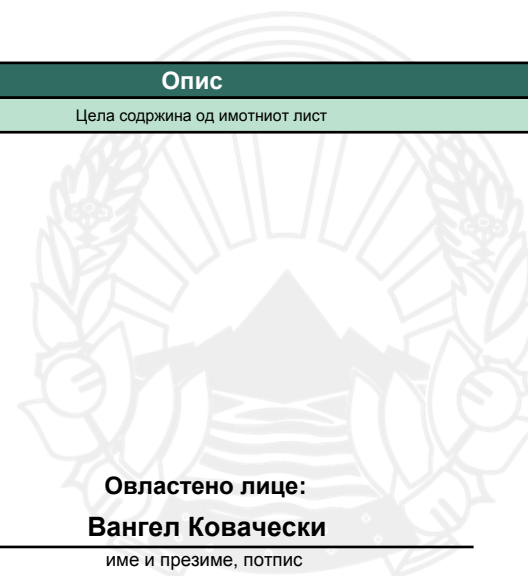 Опис
Цела содржина од имотниот лист
Овластено лице:
Вангел Ковачески
име и презиме, потпис